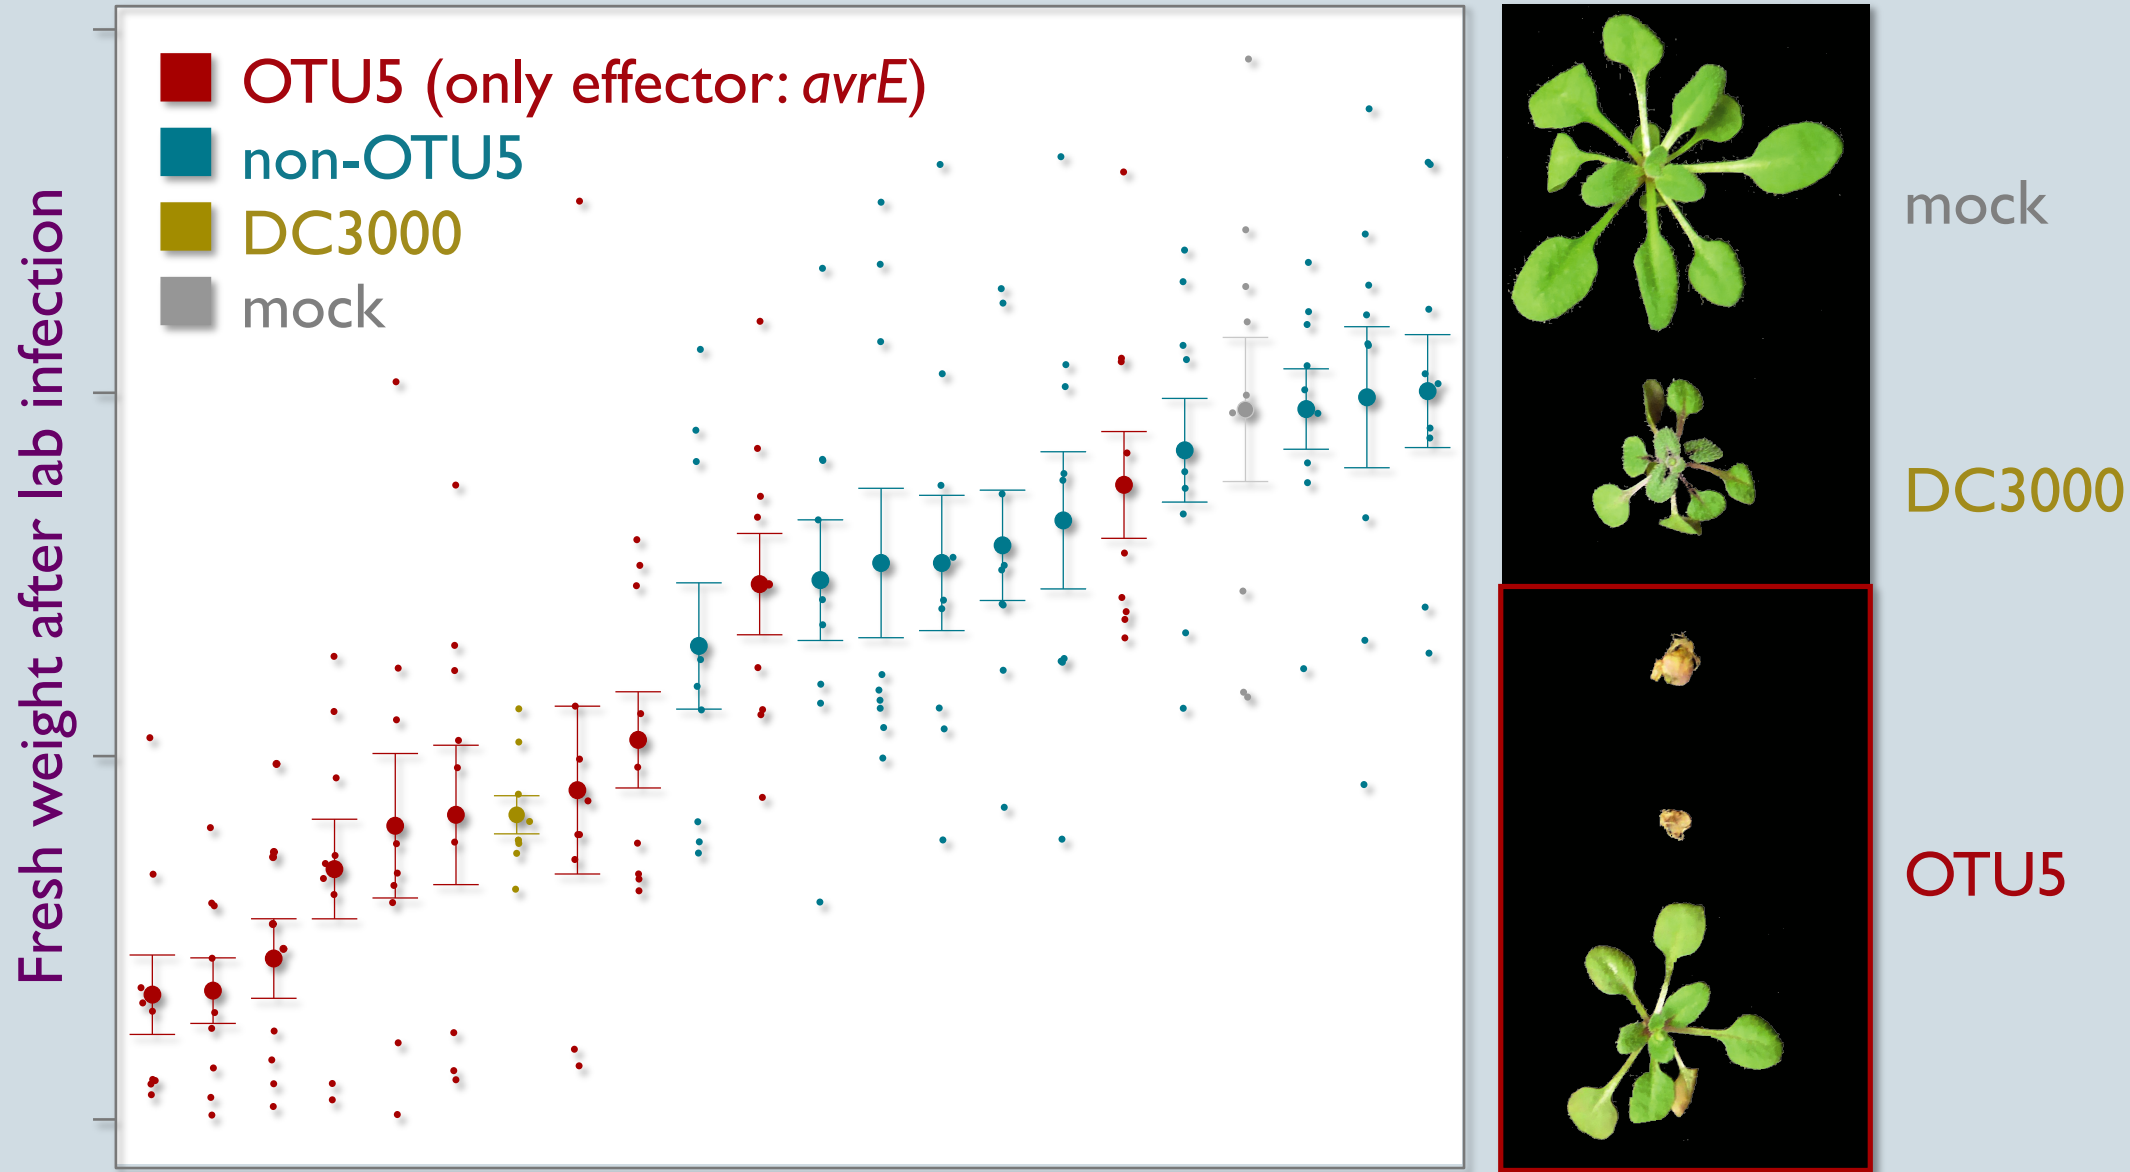 OTU5 (only effector: avrE)
non-OTU5
DC3000
mock
Fresh weight after lab infection
mock
DC3000
OTU5